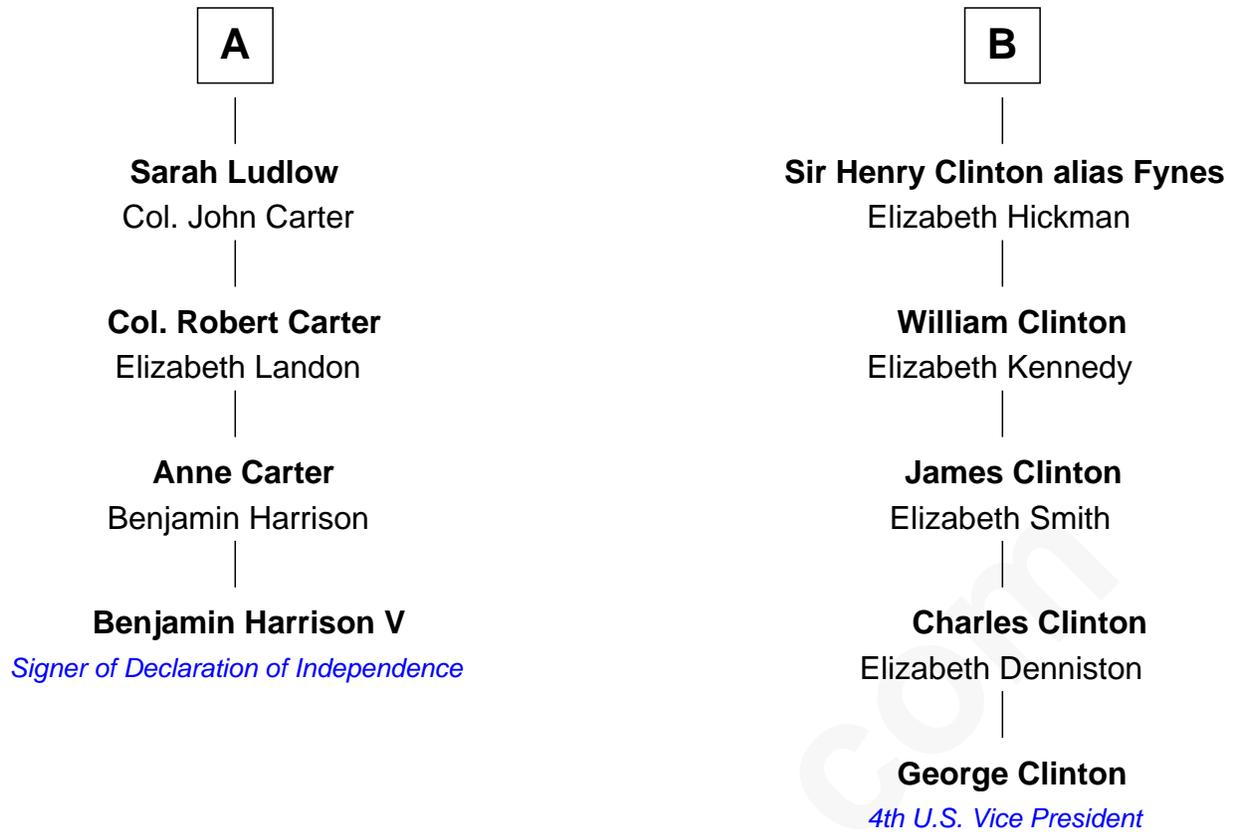 A
Sarah Ludlow
Col. John Carter
Col. Robert Carter
Elizabeth Landon
Anne Carter
Benjamin Harrison
Benjamin Harrison V
Signer of Declaration of Independence
B
Sir Henry Clinton alias Fynes
Elizabeth Hickman
William Clinton
Elizabeth Kennedy
James Clinton
Elizabeth Smith
Charles Clinton
Elizabeth Denniston
George Clinton
4th U.S. Vice President
com